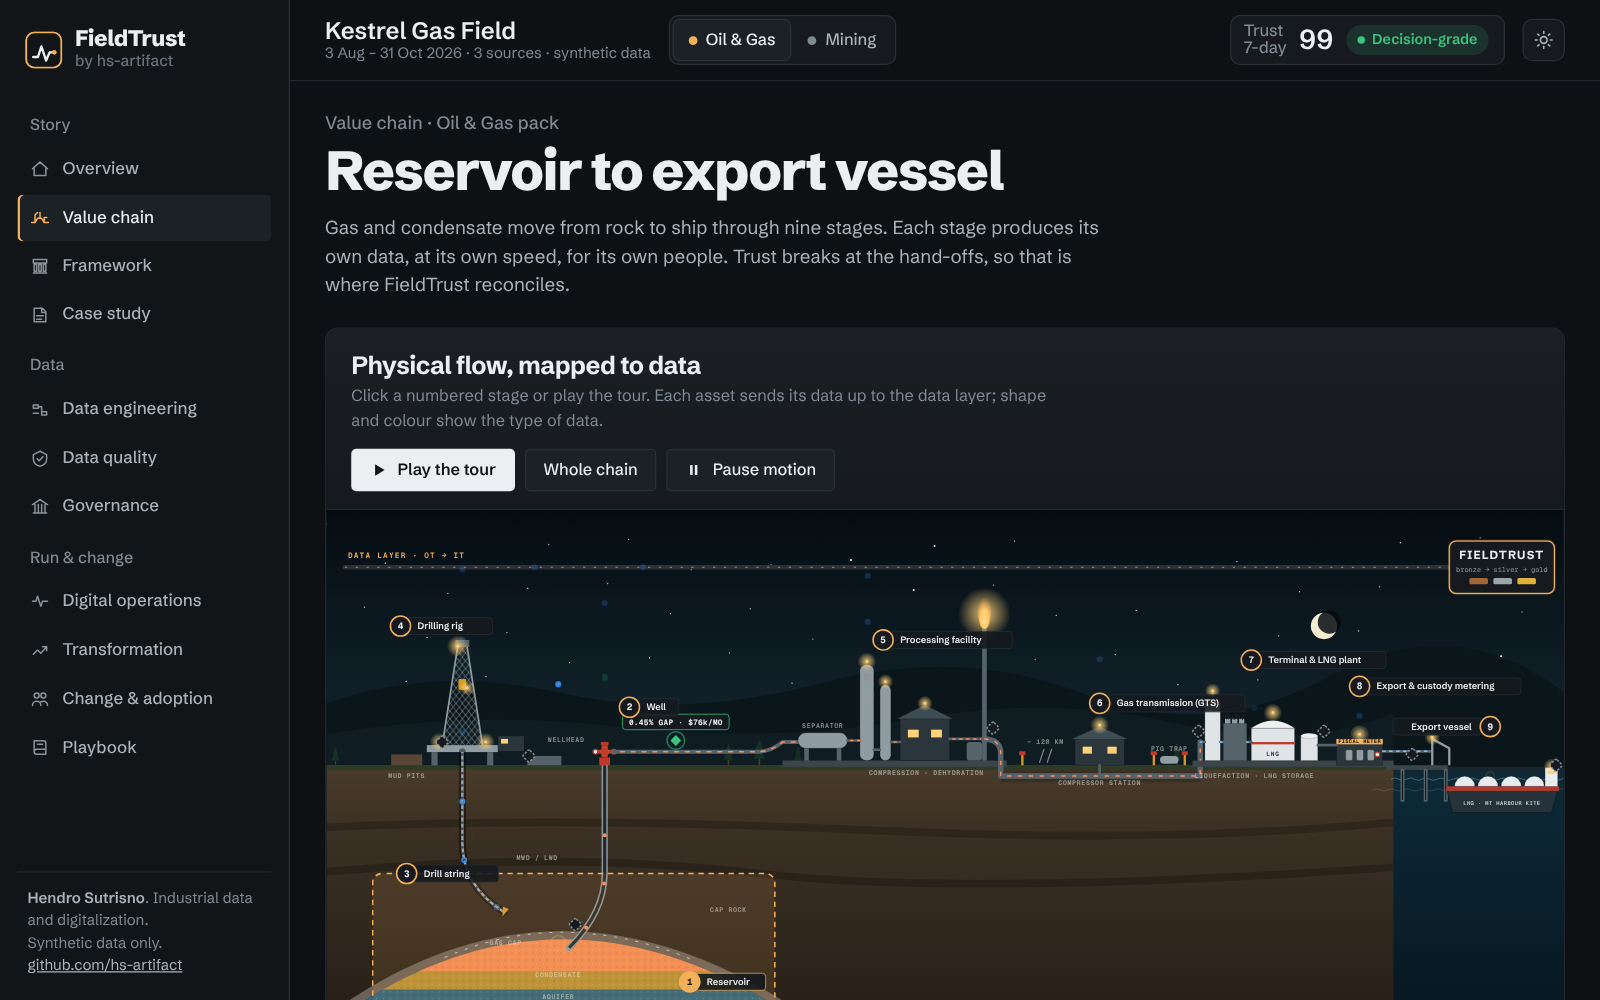 FieldTrust
by hs-artifact
Story
Overview
Value chain
Framework
Case study
Data
Data engineering
Data quality
Governance
Run & change
Digital operations
Transformation
Change & adoption
Playbook
Hendro Sutrisno. Industrial data
and digitalization.
Synthetic data only.
github.com/hs-artifact
Kestrel Gas Field
3 Aug – 31 Oct 2026 · 3 sources · synthetic data
Oil & Gas
Mining
Trust
7-day
99
Decision-grade
Value chain · Oil & Gas pack
Reservoir to export vessel
Gas and condensate move from rock to ship through nine stages. Each stage produces its
own data, at its own speed, for its own people. Trust breaks at the hand-offs, so that is
where FieldTrust reconciles.
Physical flow, mapped to data
Click a numbered stage or play the tour. Each asset sends its data up to the data layer; shape
and colour show the type of data.
Play the tour
Whole chain
Pause motion
DATA LAYER · OT → IT
FIELDTRUST
bronze → silver → gold
4 Drilling rig
5 Processing facility
7 Terminal & LNG plant
8 Export & custody metering
2 Well
0.45% GAP · $76k/MO
6 Gas transmission (GTS)
Export vessel 9
SEPARATOR
WELLHEAD
~ 120 KM
PIG TRAP
FISCAL METER
LNG
MUD PITS
COMPRESSION · DEHYDRATION
COMPRESSOR STATION
QUEFACTION · LNG STORAGE
LNG · MT HARBOUR KITE
MWD / LWD
3 Drill string
CAP ROCK
GAS CAP
CONDENSATE
1 Reservoir
AQUIFER